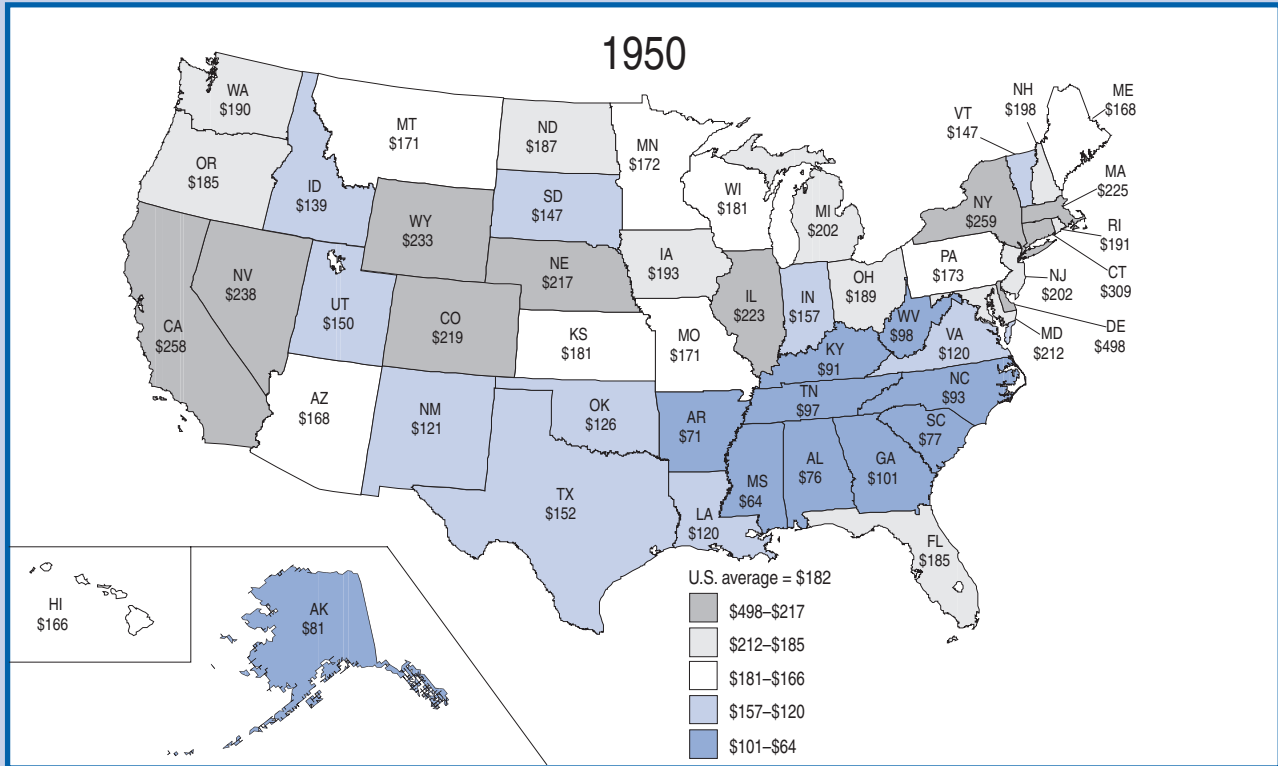 1950
WA
$190
MT
$171
ND
$187
MN
$172
NH
$198
ME
$168
VT
$147
OR
$185
ID
$139
SD
$147
WI
$181
MI
$202
NY
$259
MA
$225
WY
$233
RI
$191
NV
$238
NE
$217
IA
$193
PA
$173
CT
$309
UT
$150
CO
$219
IL
$223
IN
$157
OH
$189
NJ
$202
CA
$258
KS
$181
MO
$171
WV
$98
DE
$498
MD
$212
KY
$91
VA
$120
AZ
$168
NM
$121
OK
$126
AR
$71
TN
$97
NC
$93
SC
$77
MS
$64
AL
$76
GA
$101
TX
$152
LA
$120
FL
$185
HI
$166
AK
$81
U.S. average = $182
$498–$217
$212–$185
$181–$166
$157–$120
$101–$64